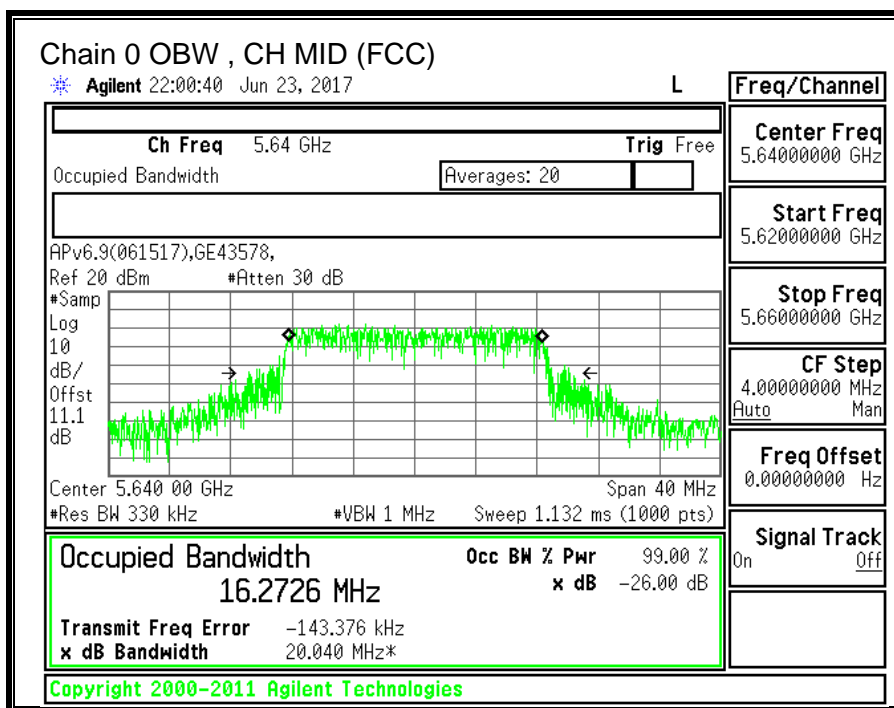 Chain 0 OBW , CH MID (FCC)
Agilent 22:00:40 Jun 23, 2017 L Freq/Channel
Ch Freq 5.64 GHz Trig Free
Occupied Bandwidth Averages: 20
Center Freq
5.64000000 GHz
Start Freq
5.62000000 GHz
Stop Freq
5.66000000 GHz
CF Step
4.00000000 MHz
Auto Man
Freq Offset
0.00000000 Hz
Signal Track
On Off
APv6.9(061517),GE43578,
Ref 20 dBm #Atten 30 dB
#Samp
Log
10
dB/
Offst
11.1
dB
Center 5.640 00 GHz Span 40 MHz
#Res BW 330 kHz #VBW 1 MHz Sweep 1.132 ms (1000 pts)
Occupied Bandwidth Occ BW % Pwr 99.00 %
16.2726 MHz x dB -26.00 dB
Transmit Freq Error -143.376 kHz
x dB Bandwidth 20.040 MHz*
Copyright 2000-2011 Agilent Technologies